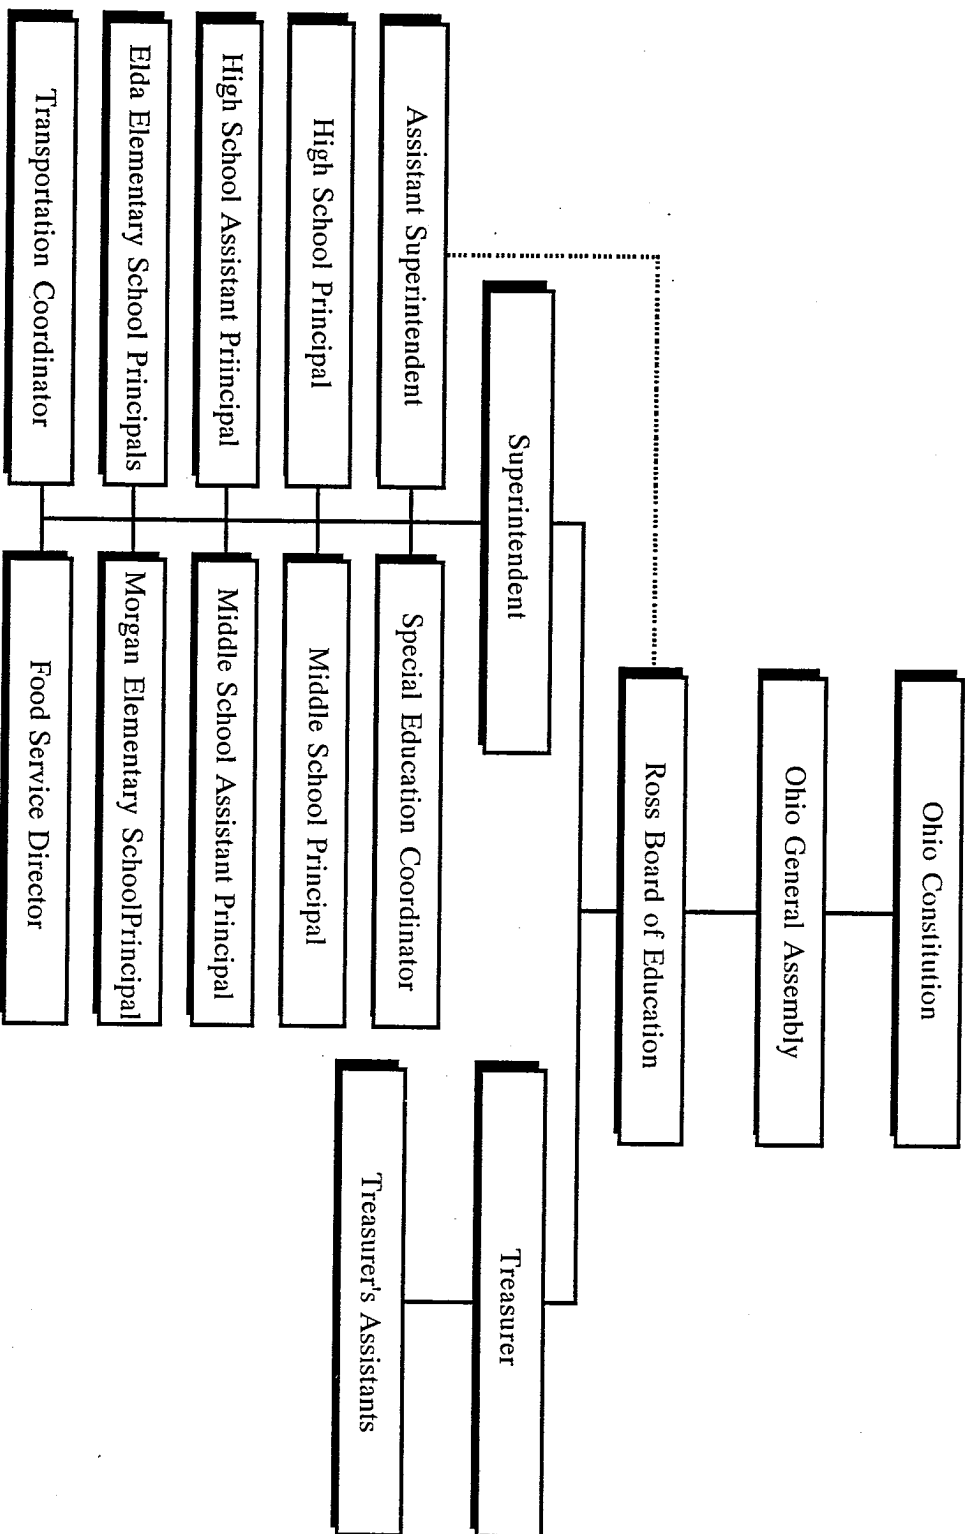 Ohio Constitution
Ohio General Assembly
Ross Board of Education
Superintendent
Treasurer
Assistant Superintendent
Special Education Coordinator
Treasurer's Assistants
High School Principal
Middle School Principal
High School Assistant Priincipal
Middle School Assistant Principal
Elda Elementary School Principals
Morgan Elementary SchoolPrincipal
Transportation Coordinator
Food Service Director